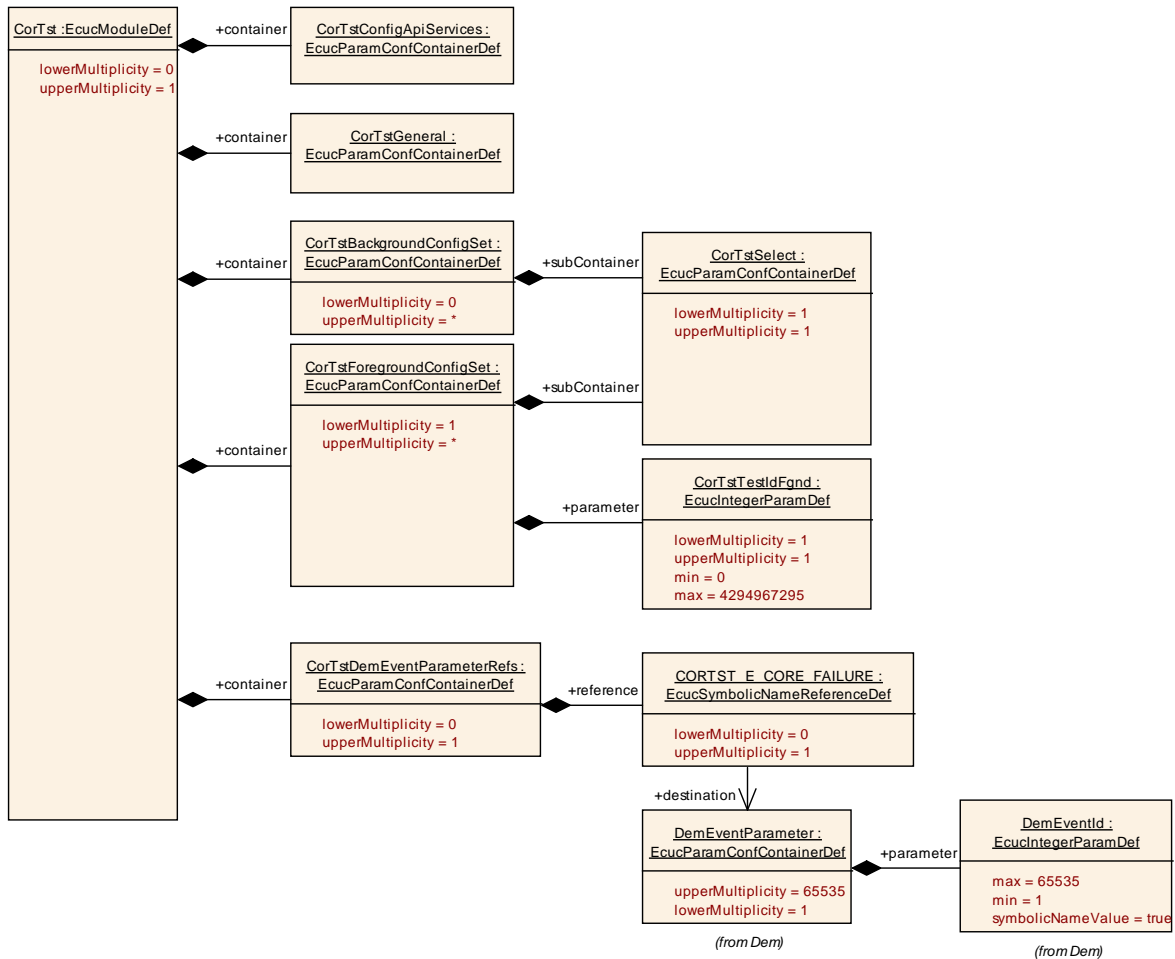 CorTst :EcucModuleDef
lowerMultiplicity = 0
upperMultiplicity = 1
+container
CorTstConfigApiServices :
EcucParamConfContainerDef
+container
CorTstGeneral :
EcucParamConfContainerDef
+container
CorTstBackgroundConfigSet :
EcucParamConfContainerDef
lowerMultiplicity = 0
upperMultiplicity = *
+subContainer
CorTstSelect :
EcucParamConfContainerDef
lowerMultiplicity = 1
upperMultiplicity = 1
+container
CorTstForegroundConfigSet :
EcucParamConfContainerDef
lowerMultiplicity = 1
upperMultiplicity = *
+subContainer
+parameter
CorTstTestIdFgnd :
EcucIntegerParamDef
lowerMultiplicity = 1
upperMultiplicity = 1
min = 0
max = 4294967295
+container
CorTstDemEventParameterRefs :
EcucParamConfContainerDef
lowerMultiplicity = 0
upperMultiplicity = 1
+reference
CORTST_E_CORE_FAILURE :
EcucSymbolicNameReferenceDef
lowerMultiplicity = 0
upperMultiplicity = 1
+destination
DemEventParameter :
EcucParamConfContainerDef
upperMultiplicity = 65535
lowerMultiplicity = 1
(from Dem)
+parameter
DemEventId :
EcucIntegerParamDef
max = 65535
min = 1
symbolicNameValue = true
(from Dem)